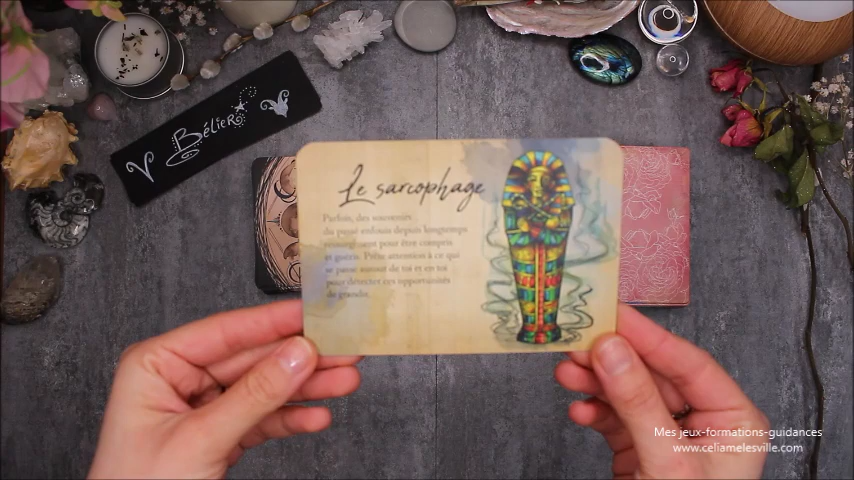 Bélier
Le sarcophage
Parfois, des souvenirs
du passé enfouis depuis longtemps
ressurgissent pour être compris
et guéris. Prête attention à ce qui
se passe autour de toi et en toi
pour détecter ces opportunités
de grandir.
Mes jeux-formations-guidances
www.celiamelesville.com